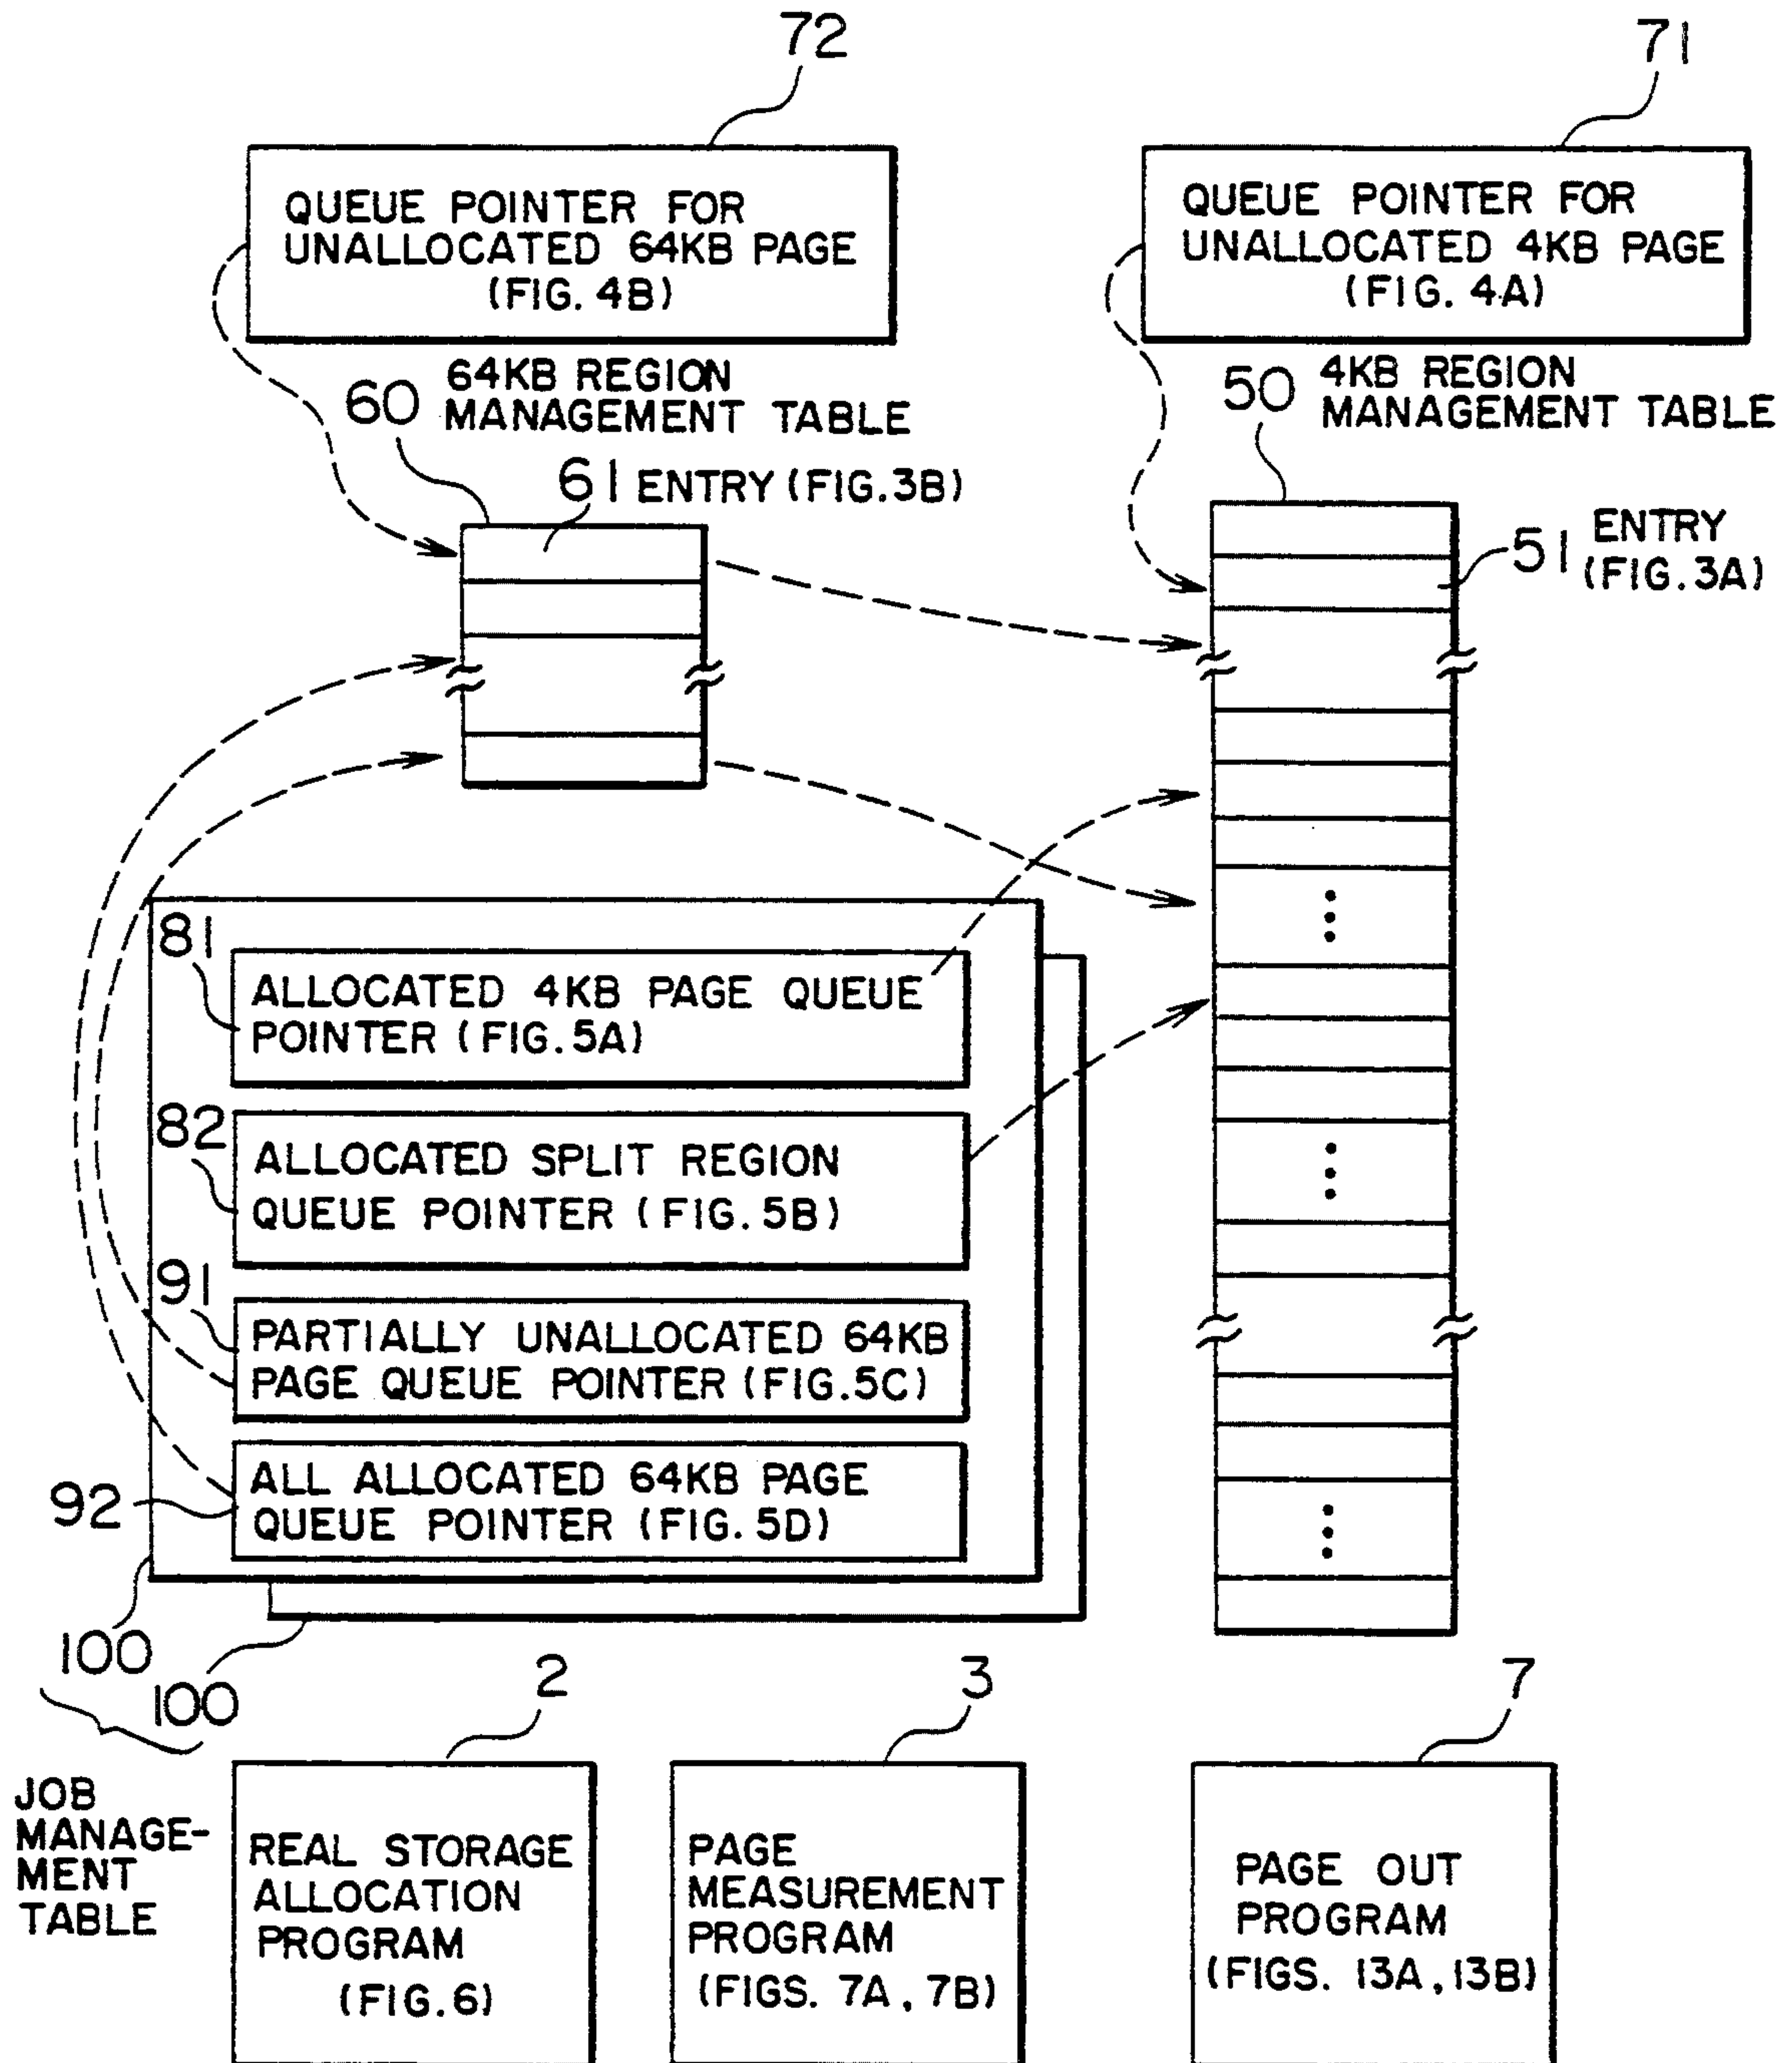 72
71
QUEUE POINTER FOR
UNALLOCATED 64KB PAGE
(FIG. 4B)
QUEUE POINTER FOR
UNALLOCATED 4KB PAGE
(FIG. 4A)
60
64KB REGION
MANAGEMENT TABLE
50
4KB REGION
MANAGEMENT TABLE
61 ENTRY (FIG.3B)
51
ENTRY
(FIG.3A)
81
ALLOCATED 4KB PAGE QUEUE
POINTER (FIG.5A)
82
ALLOCATED SPLIT REGION
QUEUE POINTER (FIG. 5B)
91
PARTIALLY UNALLOCATED 64KB
PAGE QUEUE POINTER (FIG.5C)
92
ALL ALLOCATED 64KB PAGE
QUEUE POINTER (FIG. 5D)
100
100
JOB
MANAGE-
MENT
TABLE
2
REAL STORAGE
ALLOCATION
PROGRAM
(FIG.6)
3
PAGE
MEASUREMENT
PROGRAM
(FIGS. 7A, 7B)
7
PAGE OUT
PROGRAM
(FIGS. 13A, 13B)